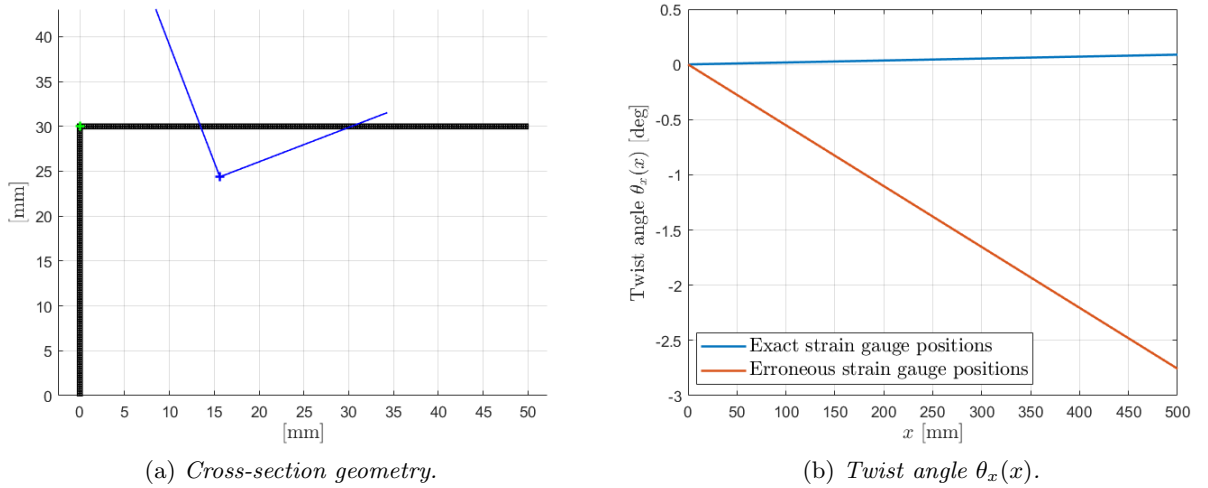 40
35
30
25
20
15
10
5
0
[mm]
0 5 10 15 20 25 30 35 40 45 50
[mm]
(a) Cross-section geometry.
0.5
0
-0.5
-1
-1.5
-2
-2.5
-3
Twist angle θx(x) [deg]
Exact strain gauge positions
Erroneous strain gauge positions
0 50 100 150 200 250 300 350 400 450 500
x [mm]
(b) Twist angle θx(x).